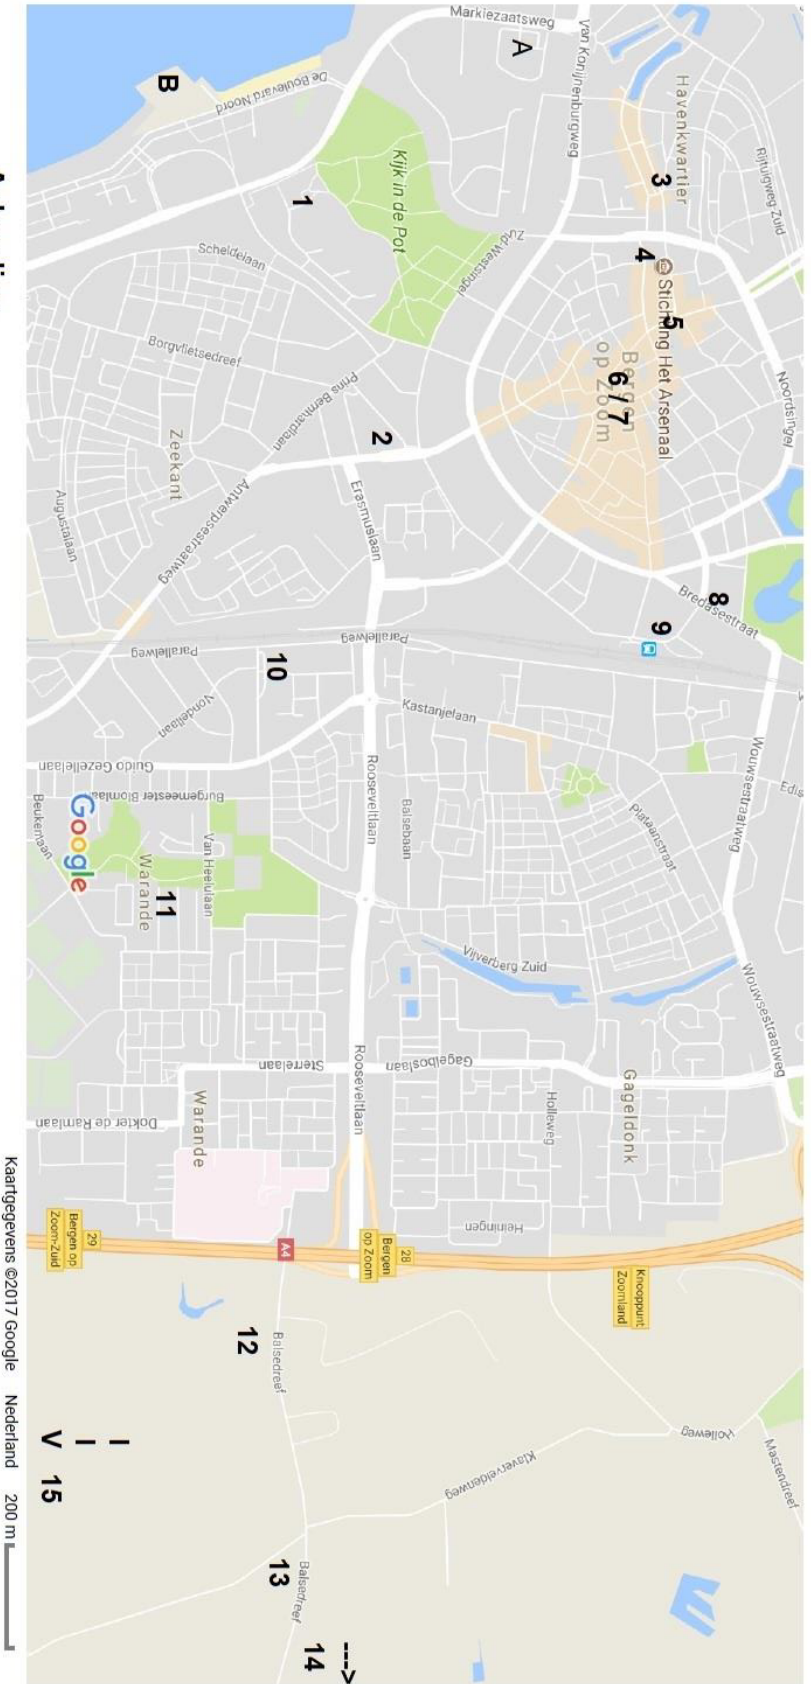 Markiezaatsweg
A
Van Konijnenburgweg
Havenkwartier
Rijtuigweg Zuid
B
De Boulevard Noord
Kijk in de Pot
3
1
Zuid-Westsingel
4
Stichting Het Arsenaal
5
Scheldelaan
Bergen
op Zoom
6 / 7
Noordsingel
Borgvlietsedreef
Prins Bernhardlaan
2
Zeekant
Erasmuslaan
Augustalaan
Antwerpsestraatweg
8
Bredasestraat
9
Parallelweg
Parallelweg
10
Vondellaan
Kastanjelaan
Guido Gezellelaan
Rooseveltlaan
Wouwsestraatweg
Edis
Burgemeester Blomlaan
Beukenlaan
Google
Balsebaan
Plataanstraat
Van Heelulaan
Warande
11
Vijverberg Zuid
Wouwsestraatweg
Sterrelaan
Rooseveltlaan
Gagelboslaan
Gageldonk
Holleweg
Dokter de Ramlaan
Warande
Heiningen
29
Bergen op
Zoom-Zuid
A4
28
Bergen
op Zoom
Knooppunt
Zoomland
12
Balsedreef
Holleweg
Mastendreef
Klaverveldenweg
I
I
V 15
13
Balsedreef
14
--->
Kaartgegevens ©2017 Google Nederland 200 m